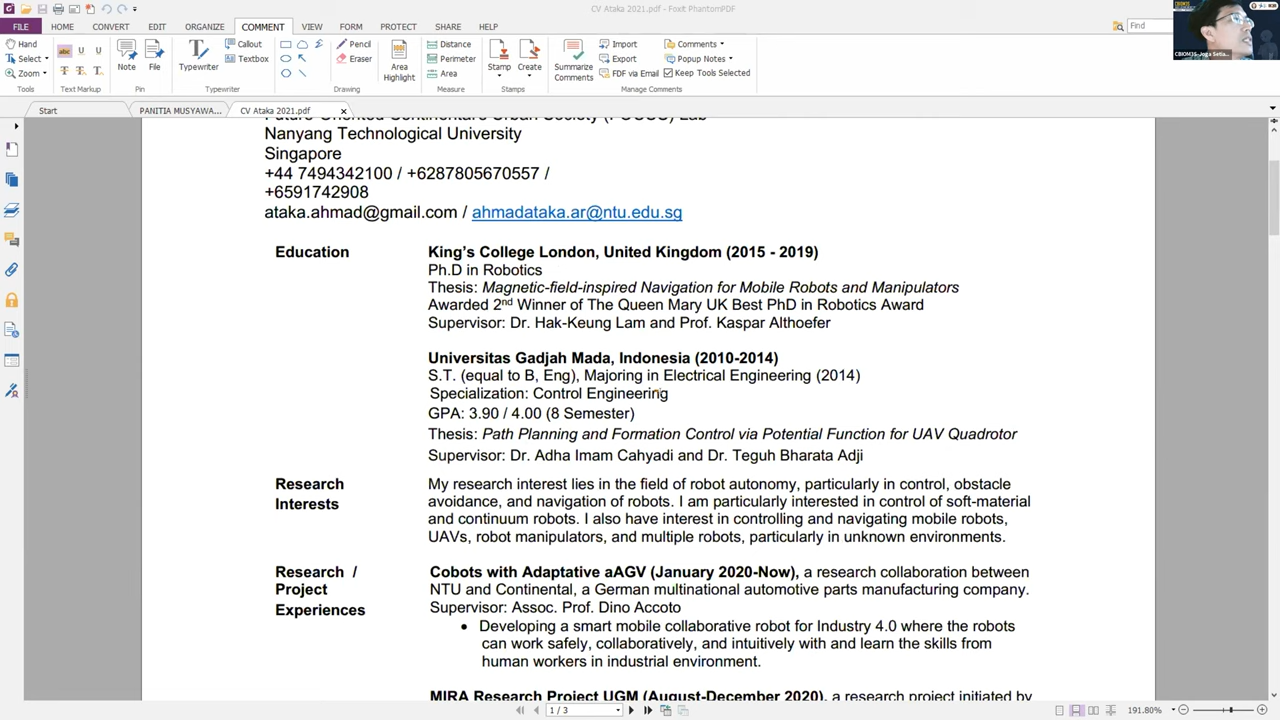 CV Ataka 2021.pdf - Foxit PhantomPDF
FILE HOME CONVERT EDIT ORGANIZE COMMENT VIEW FORM PROTECT SHARE HELP
Find
Hand
Select
Zoom
Tools
Text Markup
Note
File
Pin
Typewriter
Callout
Textbox
Typewriter
Pencil
Eraser
Area Highlight
Drawing
Distance
Perimeter
Area
Measure
Stamp
Create
Stamps
Summarize Comments
Import
Export
FDF via Email
Comments
Popup Notes
Keep Tools Selected
Manage Comments
CBIOM3S-Joga Setia...
Start PANITIA MUSYAWA... CV Ataka 2021.pdf
Nanyang Technological University
Singapore
+44 7494342100 / +6287805670557 /
+6591742908
ataka.ahmad@gmail.com / ahmadataka.ar@ntu.edu.sg
Education
King's College London, United Kingdom (2015 - 2019)
Ph.D in Robotics
Thesis: Magnetic-field-inspired Navigation for Mobile Robots and Manipulators
Awarded 2nd Winner of The Queen Mary UK Best PhD in Robotics Award
Supervisor: Dr. Hak-Keung Lam and Prof. Kaspar Althoefer
Universitas Gadjah Mada, Indonesia (2010-2014)
S.T. (equal to B, Eng), Majoring in Electrical Engineering (2014)
Specialization: Control Engineering
GPA: 3.90 / 4.00 (8 Semester)
Thesis: Path Planning and Formation Control via Potential Function for UAV Quadrotor
Supervisor: Dr. Adha Imam Cahyadi and Dr. Teguh Bharata Adji
Research
Interests
My research interest lies in the field of robot autonomy, particularly in control, obstacle
avoidance, and navigation of robots. I am particularly interested in control of soft-material
and continuum robots. I also have interest in controlling and navigating mobile robots,
UAVs, robot manipulators, and multiple robots, particularly in unknown environments.
Research /
Project
Experiences
Cobots with Adaptative aAGV (January 2020-Now), a research collaboration between
NTU and Continental, a German multinational automotive parts manufacturing company.
Supervisor: Assoc. Prof. Dino Accoto
• Developing a smart mobile collaborative robot for Industry 4.0 where the robots
can work safely, collaboratively, and intuitively with and learn the skills from
human workers in industrial environment.
MIRA Research Project UGM (August-December 2020), a research project initiated by
1 / 3
191.80%